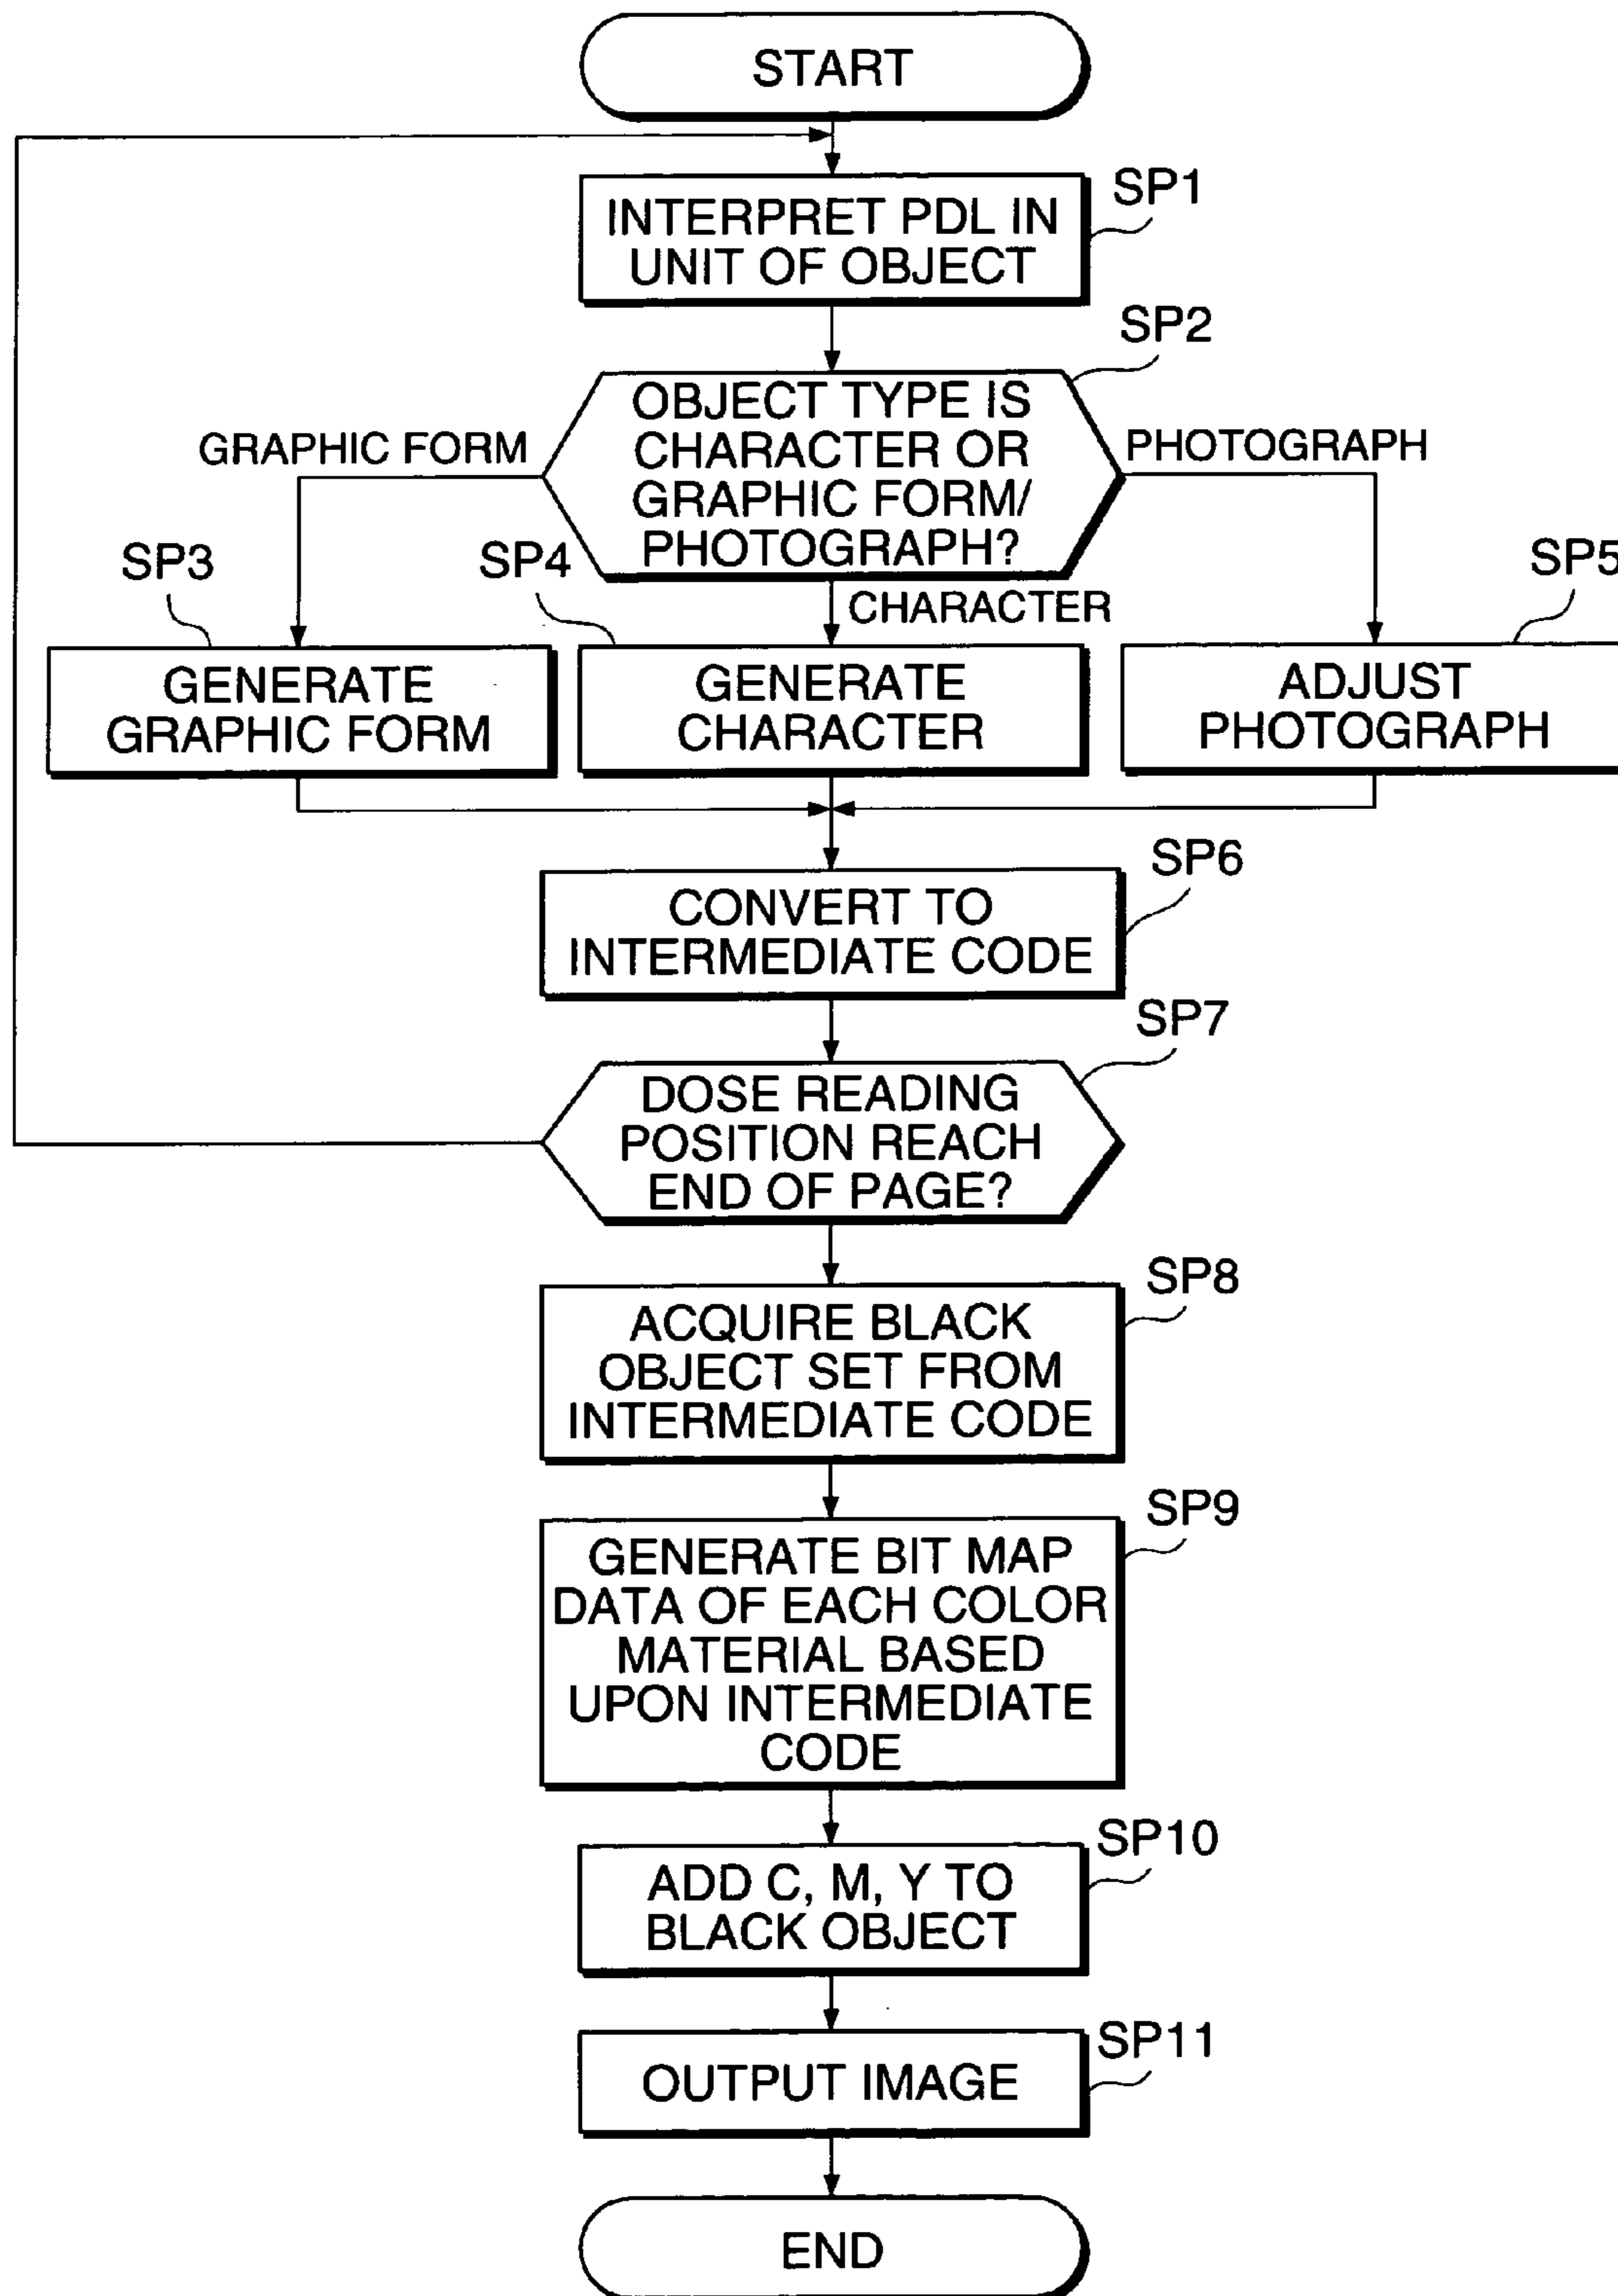 START
SP1
INTERPRET PDL IN
UNIT OF OBJECT
SP2
OBJECT TYPE IS
CHARACTER OR
GRAPHIC FORM/
PHOTOGRAPH?
GRAPHIC FORM
PHOTOGRAPH
CHARACTER
SP3
GENERATE
GRAPHIC FORM
SP4
GENERATE
CHARACTER
SP5
ADJUST
PHOTOGRAPH
SP6
CONVERT TO
INTERMEDIATE CODE
SP7
DOSE READING
POSITION REACH
END OF PAGE?
SP8
ACQUIRE BLACK
OBJECT SET FROM
INTERMEDIATE CODE
SP9
GENERATE BIT MAP
DATA OF EACH COLOR
MATERIAL BASED
UPON INTERMEDIATE
CODE
SP10
ADD C, M, Y TO
BLACK OBJECT
SP11
OUTPUT IMAGE
END